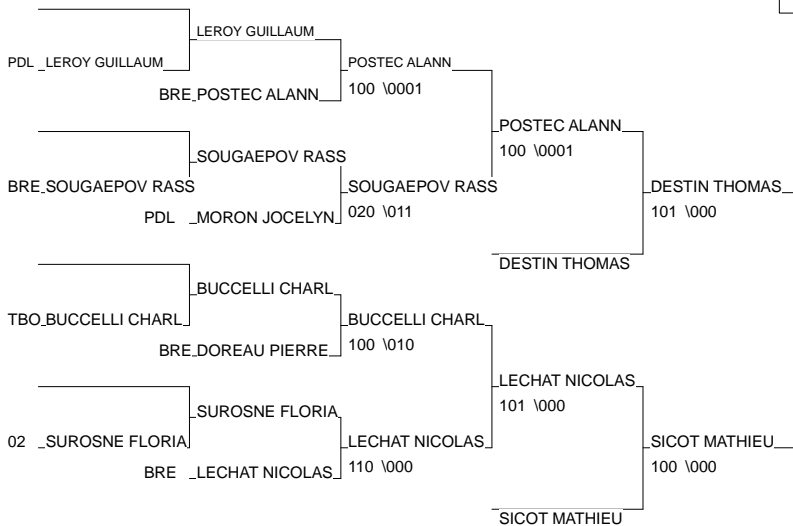 LEROY GUILLAUM
PDL LEROY GUILLAUM POSTEC ALANN
BRE POSTEC ALANN 100 \0001
POSTEC ALANN
100 \0001
SOUGAEPOV RASS
BRE SOUGAEPOV RASS SOUGAEPOV RASS DESTIN THOMAS
PDL MORON JOCELYN 020 \011 101 \000
DESTIN THOMAS
BUCCELLI CHARL
TBO BUCCELLI CHARL BUCCELLI CHARL
BRE DOREAU PIERRE 100 \010
LECHAT NICOLAS
101 \000
SUROSNE FLORIA
02 SUROSNE FLORIA LECHAT NICOLAS SICOT MATHIEU
BRE LECHAT NICOLAS 110 \000 100 \000
SICOT MATHIEU